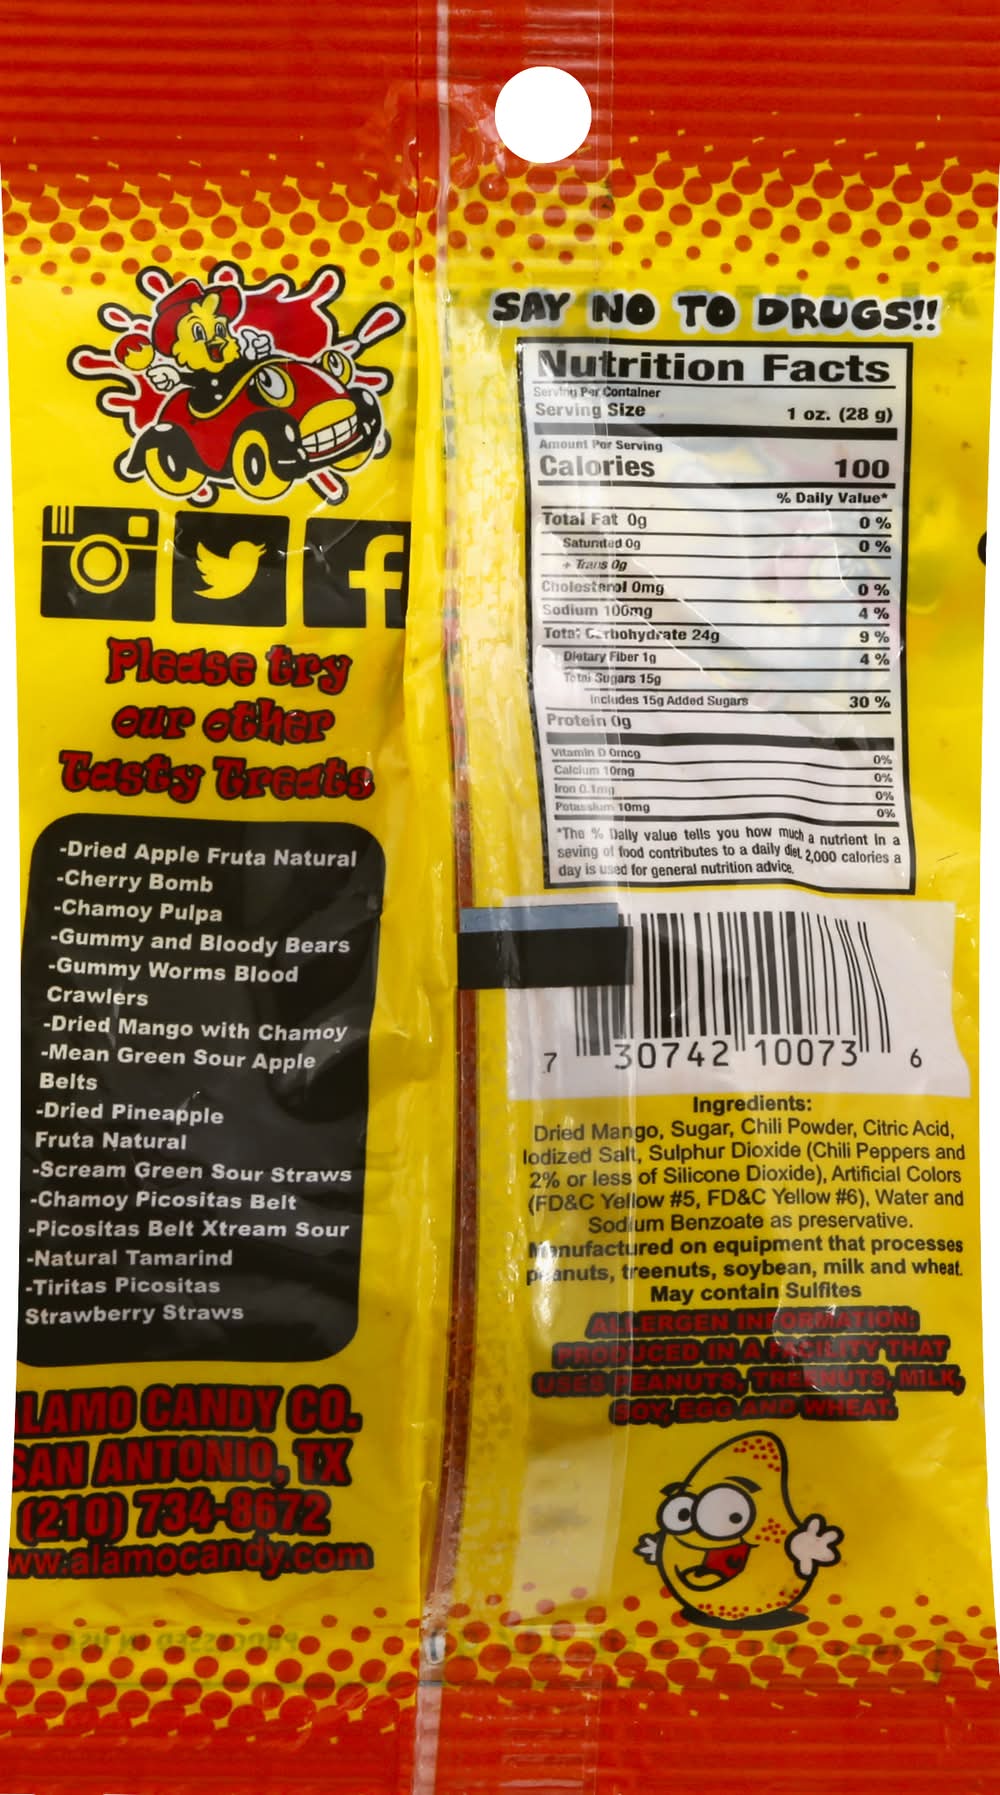 Please try
our other
Tasty Treats
-Dried Apple Fruta Natural
-Cherry Bomb
-Chamoy Pulpa
-Gummy and Bloody Bears
-Gummy Worms Blood
Crawlers
-Dried Mango with Chamoy
-Mean Green Sour Apple
Belts
-Dried Pineapple
Fruta Natural
-Scream Green Sour Straws
-Chamoy Picositas Belt
-Picositas Belt Xtream Sour
-Natural Tamarind
-Tiritas Picositas
Strawberry Straws
LAMO CANDY CO.
SAN ANTONIO, TX
(210) 734-8672
ww.alamocandy.com
SAY NO TO DRUGS!!
Nutrition Facts
Serving Per Container
Serving Size 1 oz. (28 g)
Amount Per Serving
Calories 100
% Daily Value*
Total Fat 0g 0 %
Saturated 0g 0 %
+ Trans 0g
Cholesterol 0mg 0 %
Sodium 100mg 4 %
Total Carbohydrate 24g 9 %
Dietary Fiber 1g 4 %
Total Sugars 15g
includes 15g Added Sugars 30 %
Protein 0g
Vitamin D 0mcg 0%
Calcium 10mg 0%
Iron 0.1mg 0%
Potassium 10mg 0%
*The % Daily value tells you how much a nutrient in a
seving of food contributes to a daily diet, 2,000 calories a
day is used for general nutrition advice.
7 30742 10073 6
Ingredients:
Dried Mango, Sugar, Chili Powder, Citric Acid,
Iodized Salt, Sulphur Dioxide (Chili Peppers and
2% or less of Silicone Dioxide), Artificial Colors
(FD&C Yellow #5, FD&C Yellow #6), Water and
Sodium Benzoate as preservative.
Manufactured on equipment that processes
peanuts, treenuts, soybean, milk and wheat.
May contain Sulfites
ALLERGEN INFORMATION:
PRODUCED IN A FACILITY THAT
USES PEANUTS, TREENUTS, MILK,
SOY, EGG AND WHEAT.